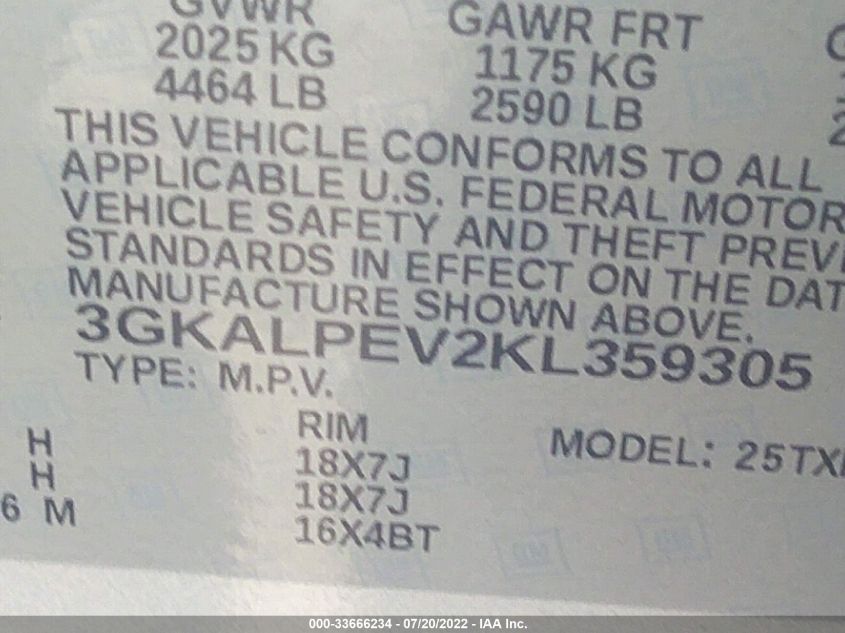 GVWR GAWR FRT
2025 KG 1175 KG
4464 LB 2590 LB
THIS VEHICLE CONFORMS TO ALL
APPLICABLE U.S. FEDERAL MOTOR
VEHICLE SAFETY AND THEFT PREVE
STANDARDS IN EFFECT ON THE DAT
MANUFACTURE SHOWN ABOVE.
3GKALPEV2KL359305
TYPE: M.P.V.
RIM MODEL: 25TX
H 18X7J
H 18X7J
6 M 16X4BT
000-33666234 - 07/20/2022 - IAA Inc.